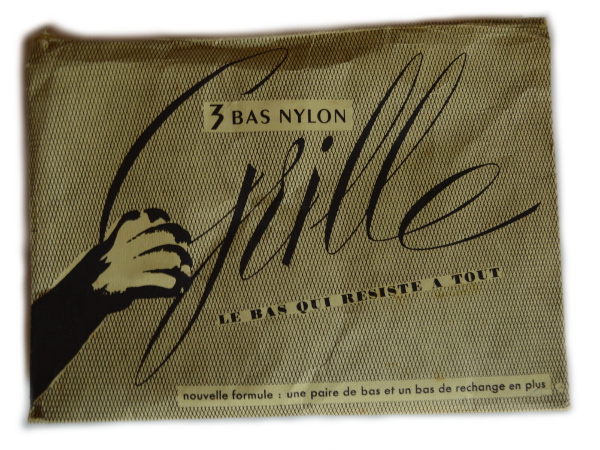 3 BAS NYLON
Grille
LE BAS QUI RESISTE A TOUT
nouvelle formule : une paire de bas et un bas de rechange en plus